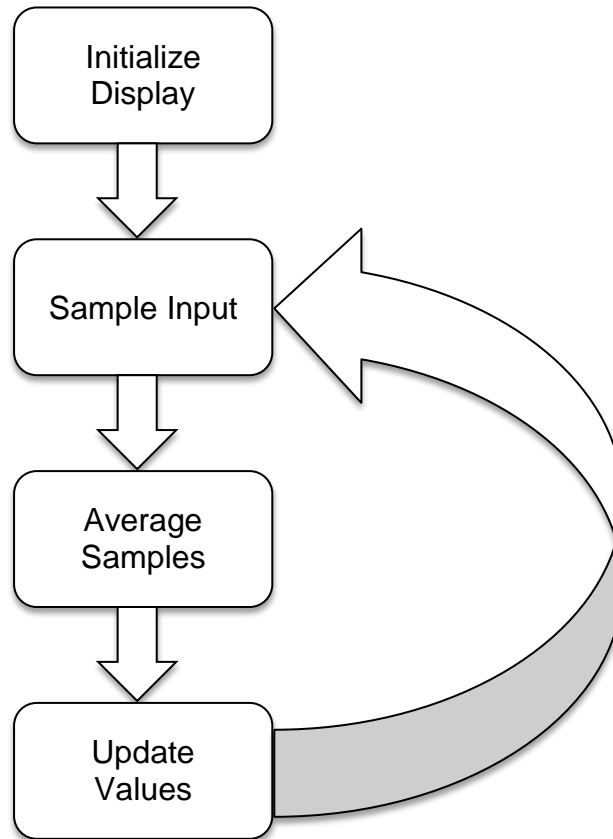 Initialize
Display
Sample Input
Average
Samples
Update
Values